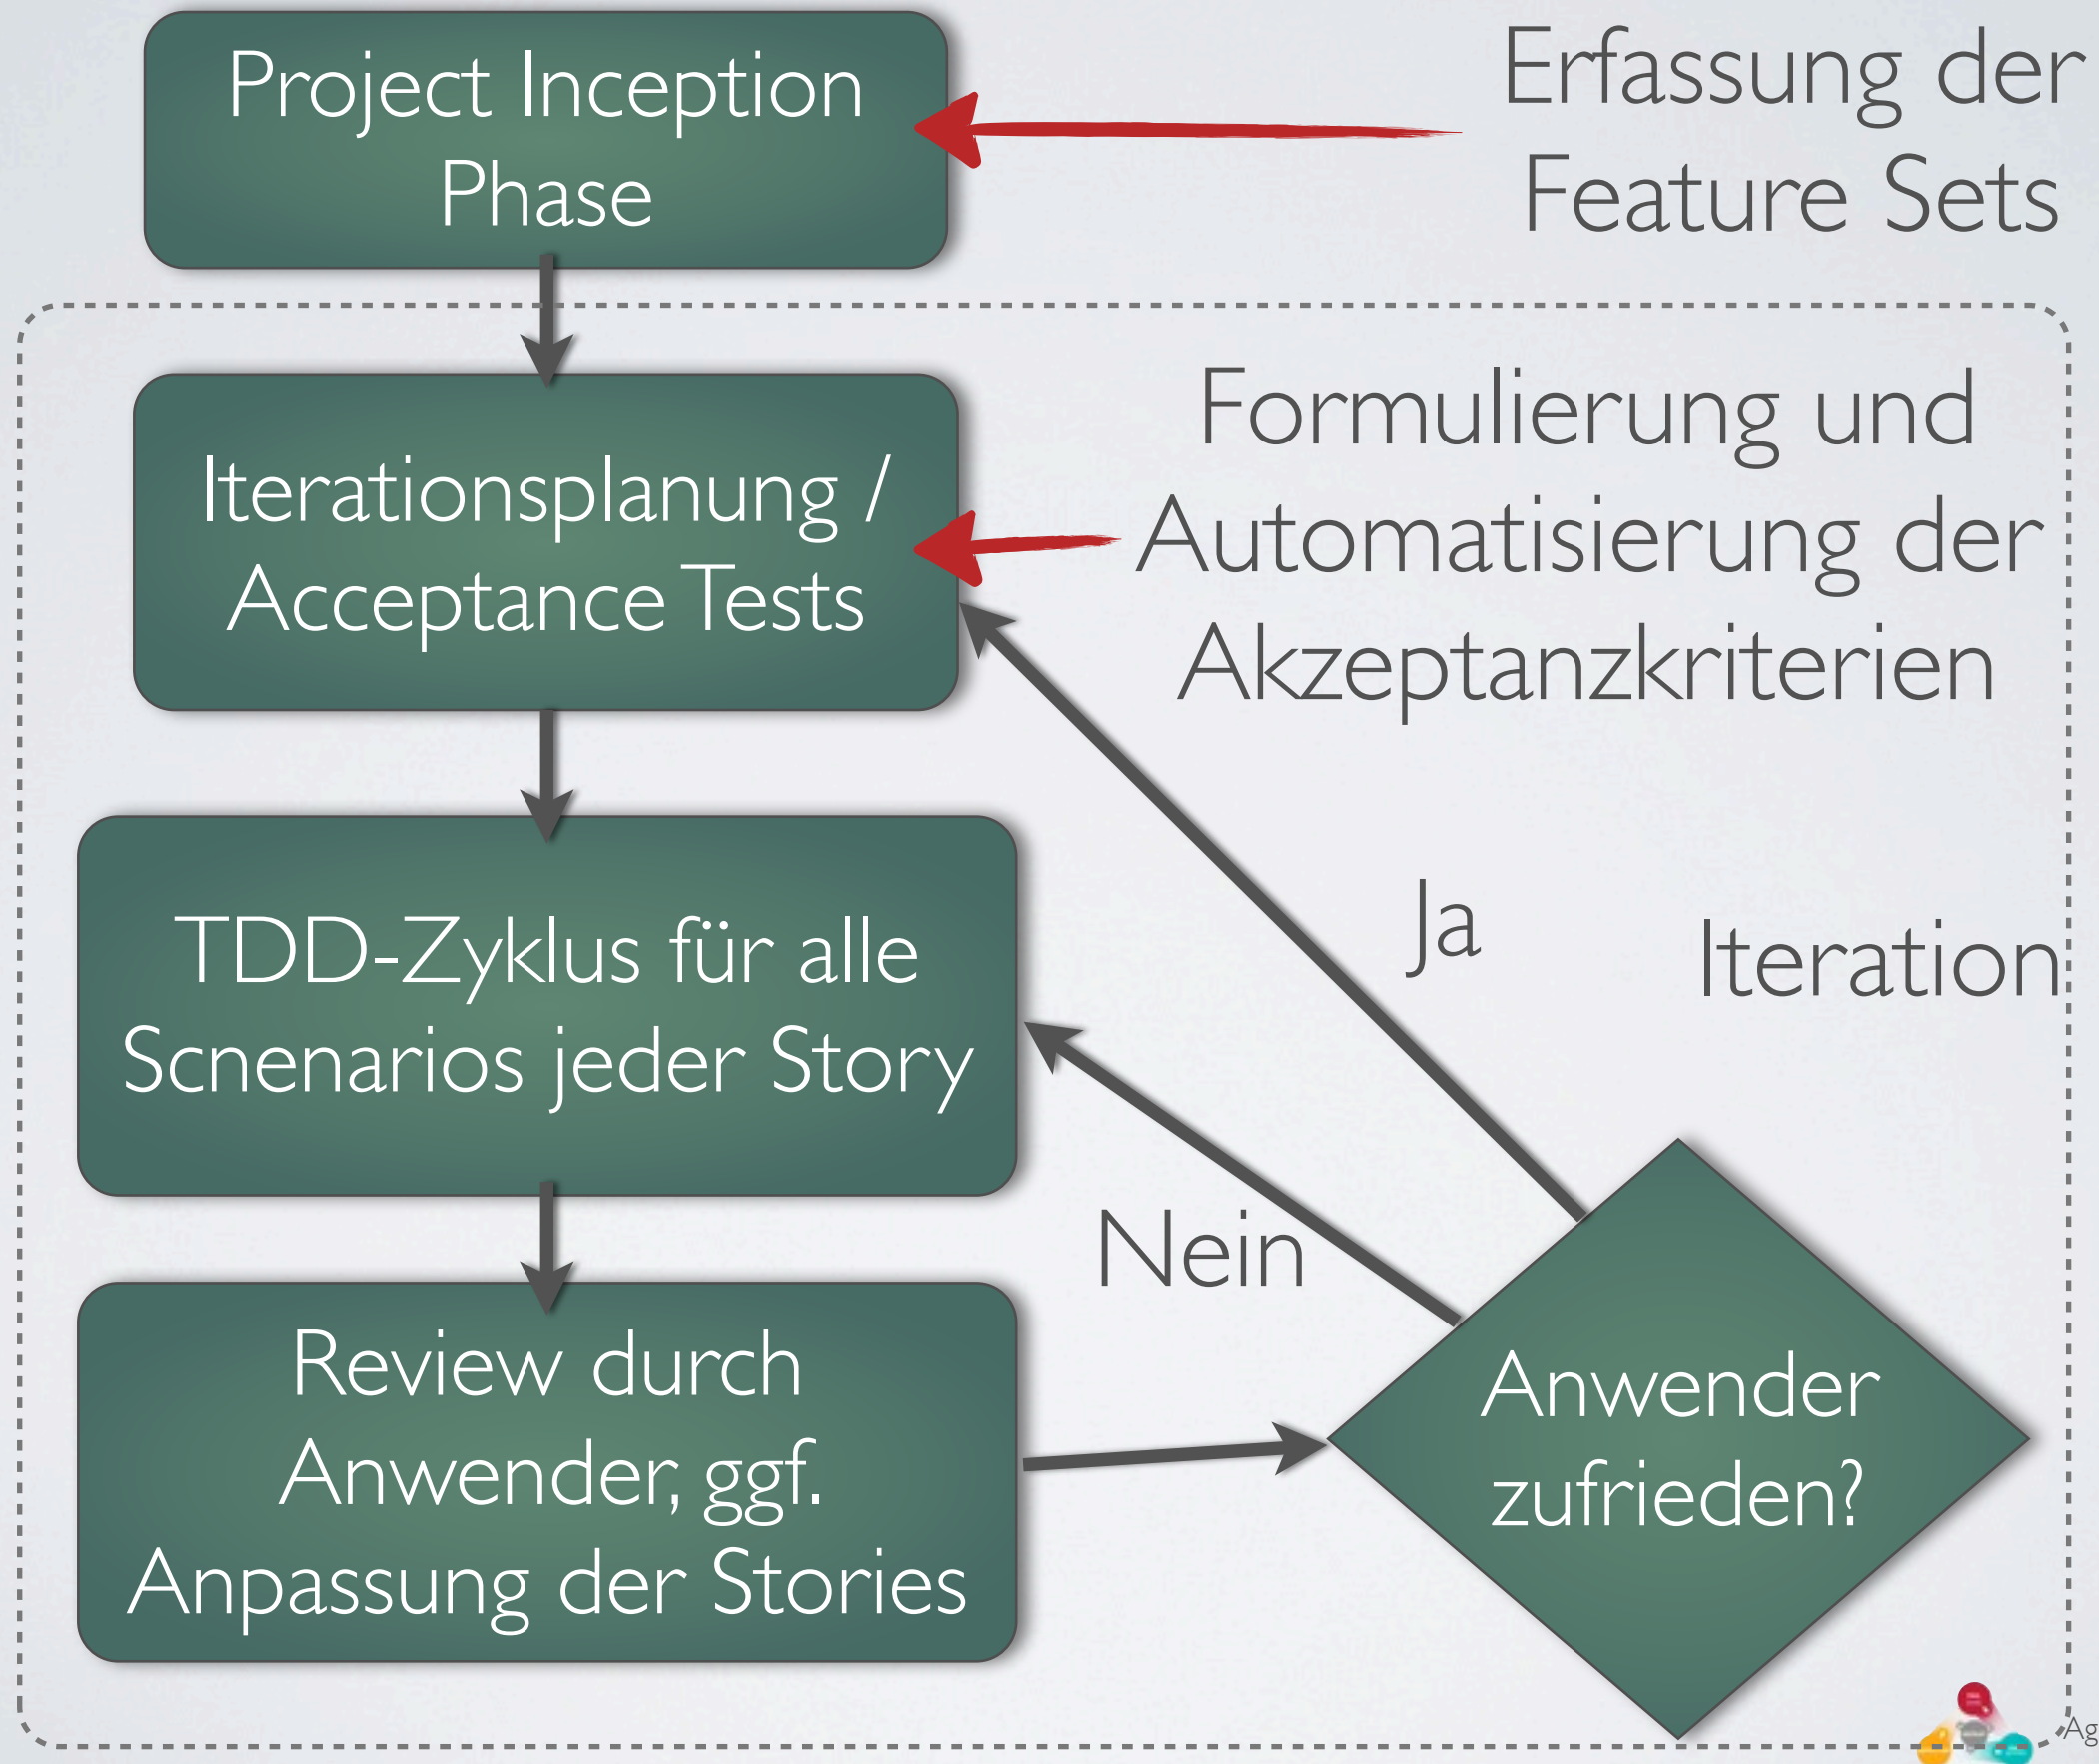 Project Inception
Phase
Erfassung der
Feature Sets
Iterationsplanung /
Acceptance Tests
Formulierung und
Automatisierung der
Akzeptanzkriterien
Ja
Iteration
TDD-Zyklus für alle
Scnenarios jeder Story
Nein
Review durch
Anwender, ggf.
Anpassung der Stories
Anwender
zufrieden?
Ag